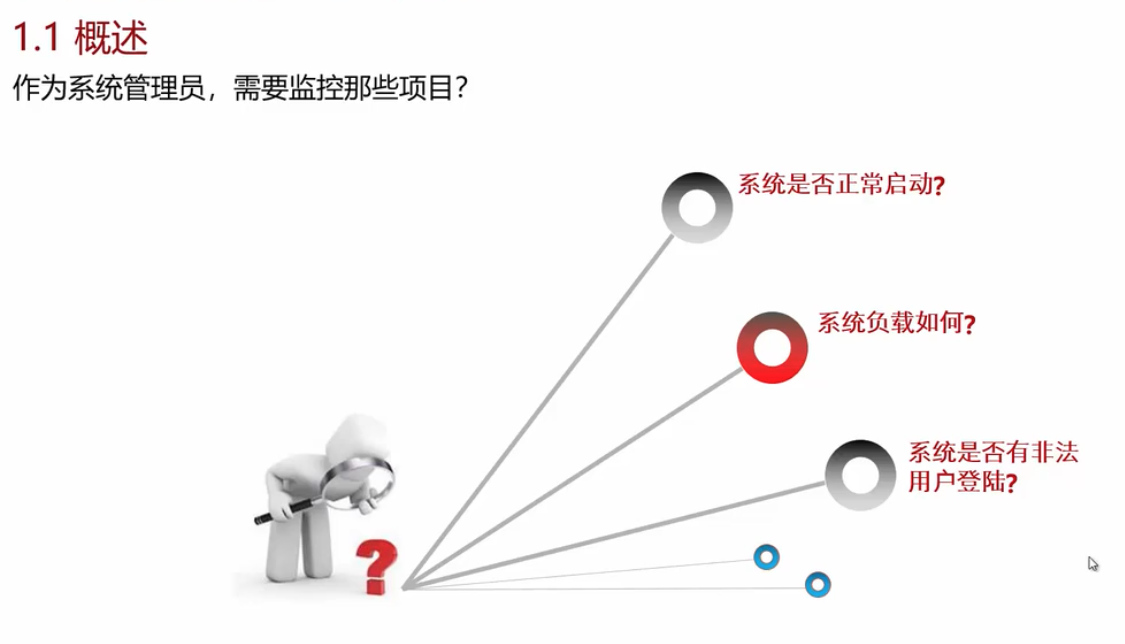 1.1 概述
作为系统管理员，需要监控那些项目？
系统是否正常启动?
系统负载如何?
系统是否有非法
用户登陆?
?